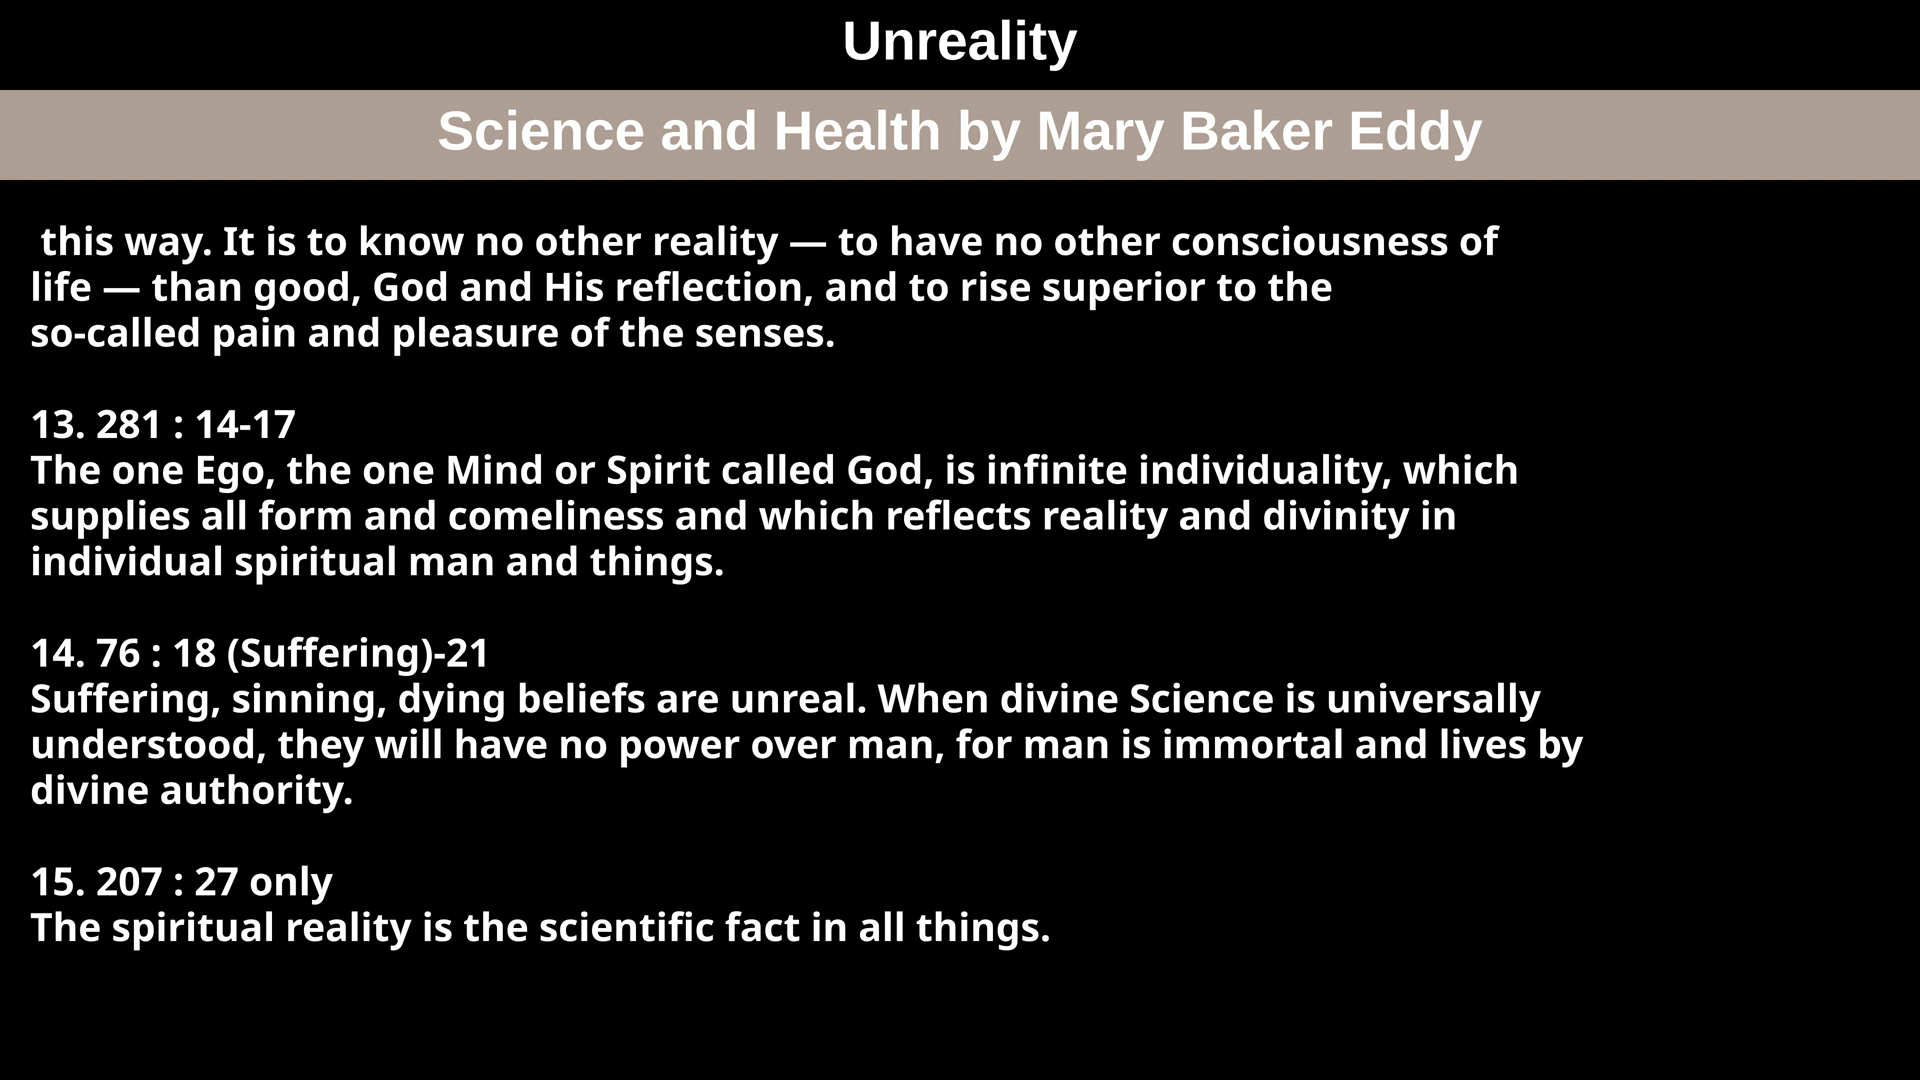 Unreality
Science and Health by Mary Baker Eddy
this way. It is to know no other reality — to have no other consciousness of
life — than good, God and His reflection, and to rise superior to the
so-called pain and pleasure of the senses.
13. 281 : 14-17
The one Ego, the one Mind or Spirit called God, is infinite individuality, which
supplies all form and comeliness and which reflects reality and divinity in
individual spiritual man and things.
14. 76 : 18 (Suffering)-21
Suffering, sinning, dying beliefs are unreal. When divine Science is universally
understood, they will have no power over man, for man is immortal and lives by
divine authority.
15. 207 : 27 only
The spiritual reality is the scientific fact in all things.